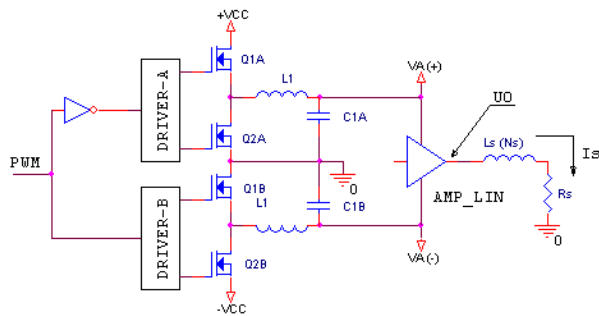 +VCC
Q1A
VA(+)
L1
UO
DRIVER-A
C1A
Ls (Ns)
Is
Q2A
PWM
0
Q1B
AMP_LIN
Rs
L1
C1B
0
DRIVER-B
Q2B
VA(-)
-VCC